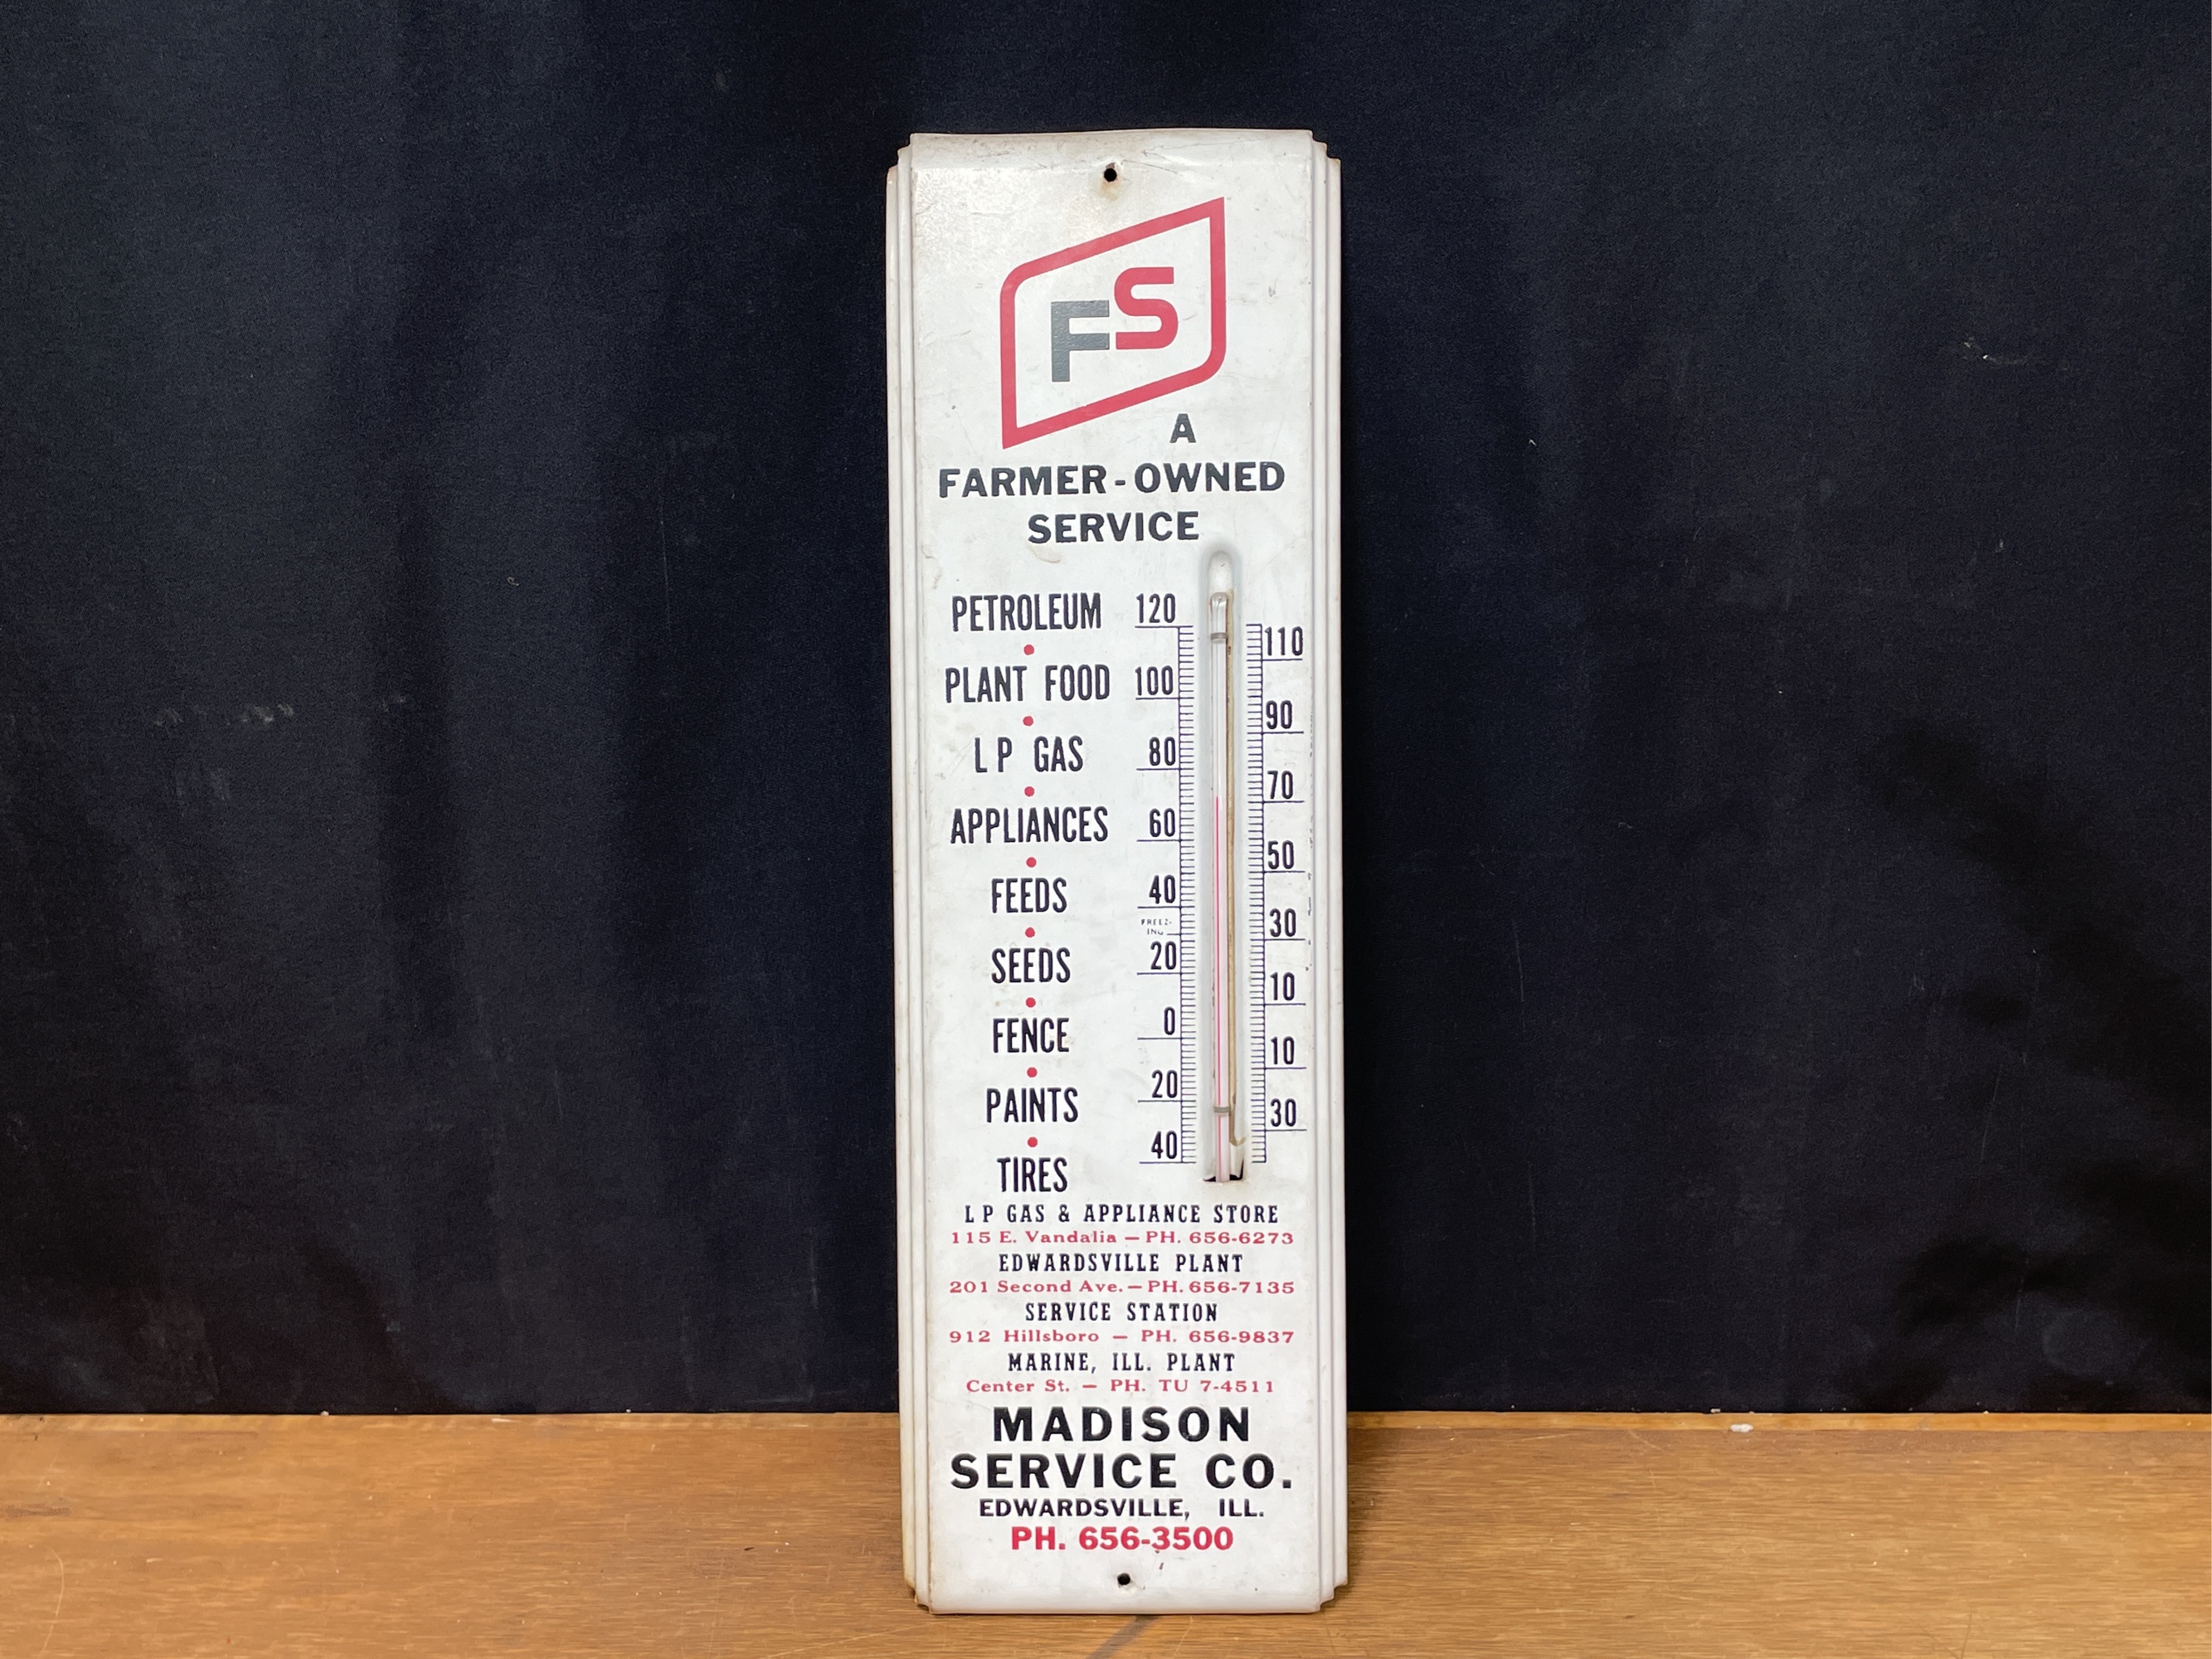 FS
A
FARMER-OWNED
SERVICE
PETROLEUM 120
110
PLANT FOOD 100
90
LP GAS 80
70
APPLIANCES 60
50
FEEDS 40
FREEZ-
ING
30
SEEDS 20
10
FENCE 0
10
PAINTS 20
30
TIRES 40
LP GAS & APPLIANCE STORE
115 E. Vandalia — PH. 656-6273
EDWARDSVILLE PLANT
201 Second Ave. — PH. 656-7135
SERVICE STATION
912 Hillsboro — PH. 656-9837
MARINE, ILL. PLANT
Center St. — PH. TU 7-4511
MADISON
SERVICE CO.
EDWARDSVILLE, ILL.
PH. 656-3500